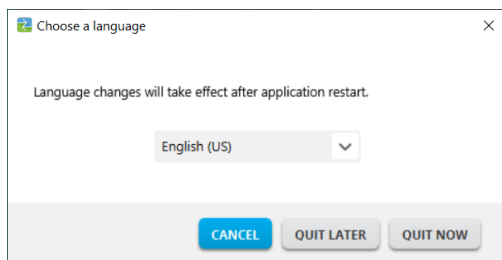 Choose a language
Language changes will take effect after application restart.
English (US)
CANCEL QUIT LATER QUIT NOW